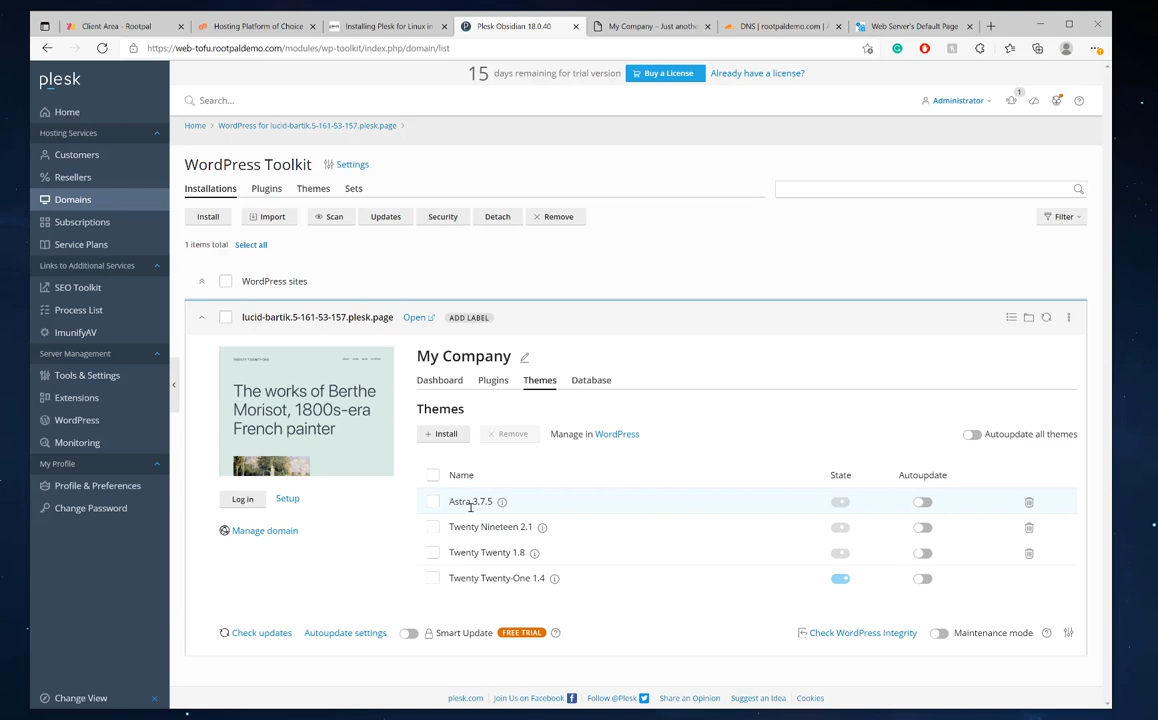 Client Area - Rootpal
Hosting Platform of Choice
Installing Plesk for Linux in
Plesk Obsidian 18.0.40
My Company – Just anothe
DNS | rootpaldemo.com | A
Web Server's Default Page
https://web-tofu.rootpaldemo.com/modules/wp-toolkit/index.php/domain/list
plesk
15 days remaining for trial version
Buy a License
Already have a license?
Search...
Administrator
1
Home
Hosting Services
Customers
Resellers
Domains
Subscriptions
Service Plans
Links to Additional Services
SEO Toolkit
Process List
ImunifyAV
Server Management
Tools & Settings
Extensions
WordPress
Monitoring
My Profile
Profile & Preferences
Change Password
Change View
Home > WordPress for lucid-bartik.5-161-53-157.plesk.page >
WordPress Toolkit
Settings
Installations
Plugins
Themes
Sets
Install
Import
Scan
Updates
Security
Detach
Remove
Filter
1 items total
Select all
WordPress sites
lucid-bartik.5-161-53-157.plesk.page
Open
ADD LABEL
The works of Berthe
Morisot, 1800s-era
French painter
Log in
Setup
Manage domain
My Company
Dashboard
Plugins
Themes
Database
Themes
+ Install
Remove
Manage in WordPress
Autoupdate all themes
Name
State
Autoupdate
Astra 3.7.5
Twenty Nineteen 2.1
Twenty Twenty 1.8
Twenty Twenty-One 1.4
Check updates
Autoupdate settings
Smart Update
FREE TRIAL
Check WordPress Integrity
Maintenance mode
plesk.com
Join Us on Facebook
Follow @Plesk
Share an Opinion
Suggest an Idea
Cookies